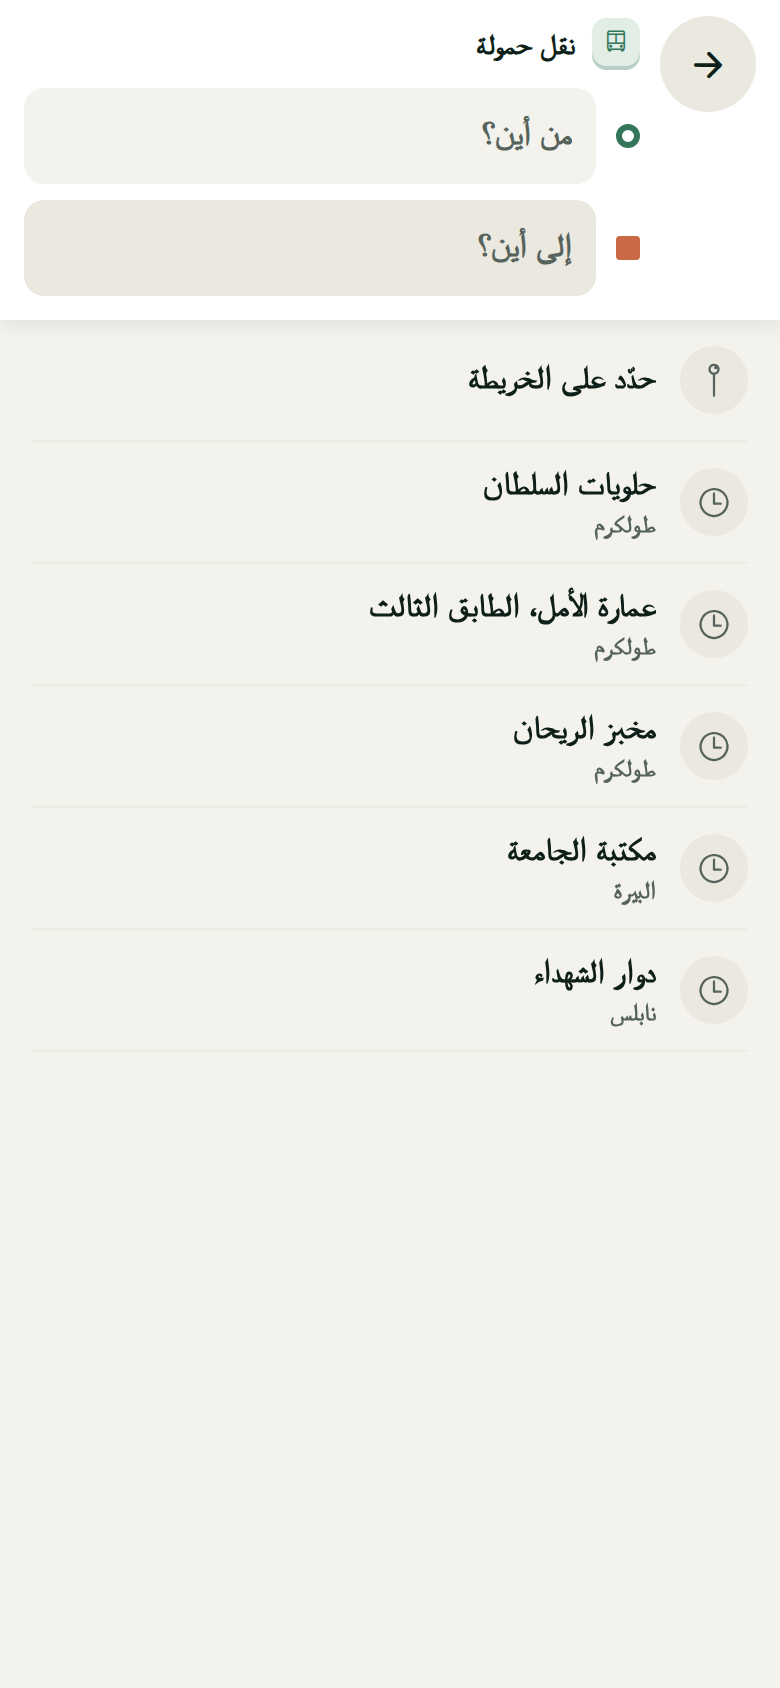 نقل حمولة
من أين؟
إلى أين؟
حدّد على الخريطة
حلويات السلطان
طولكرم
عمارة الأمل، الطابق الثالث
طولكرم
مخبز الريحان
طولكرم
مكتبة الجامعة
البيرة
دوار الشهداء
نابلس